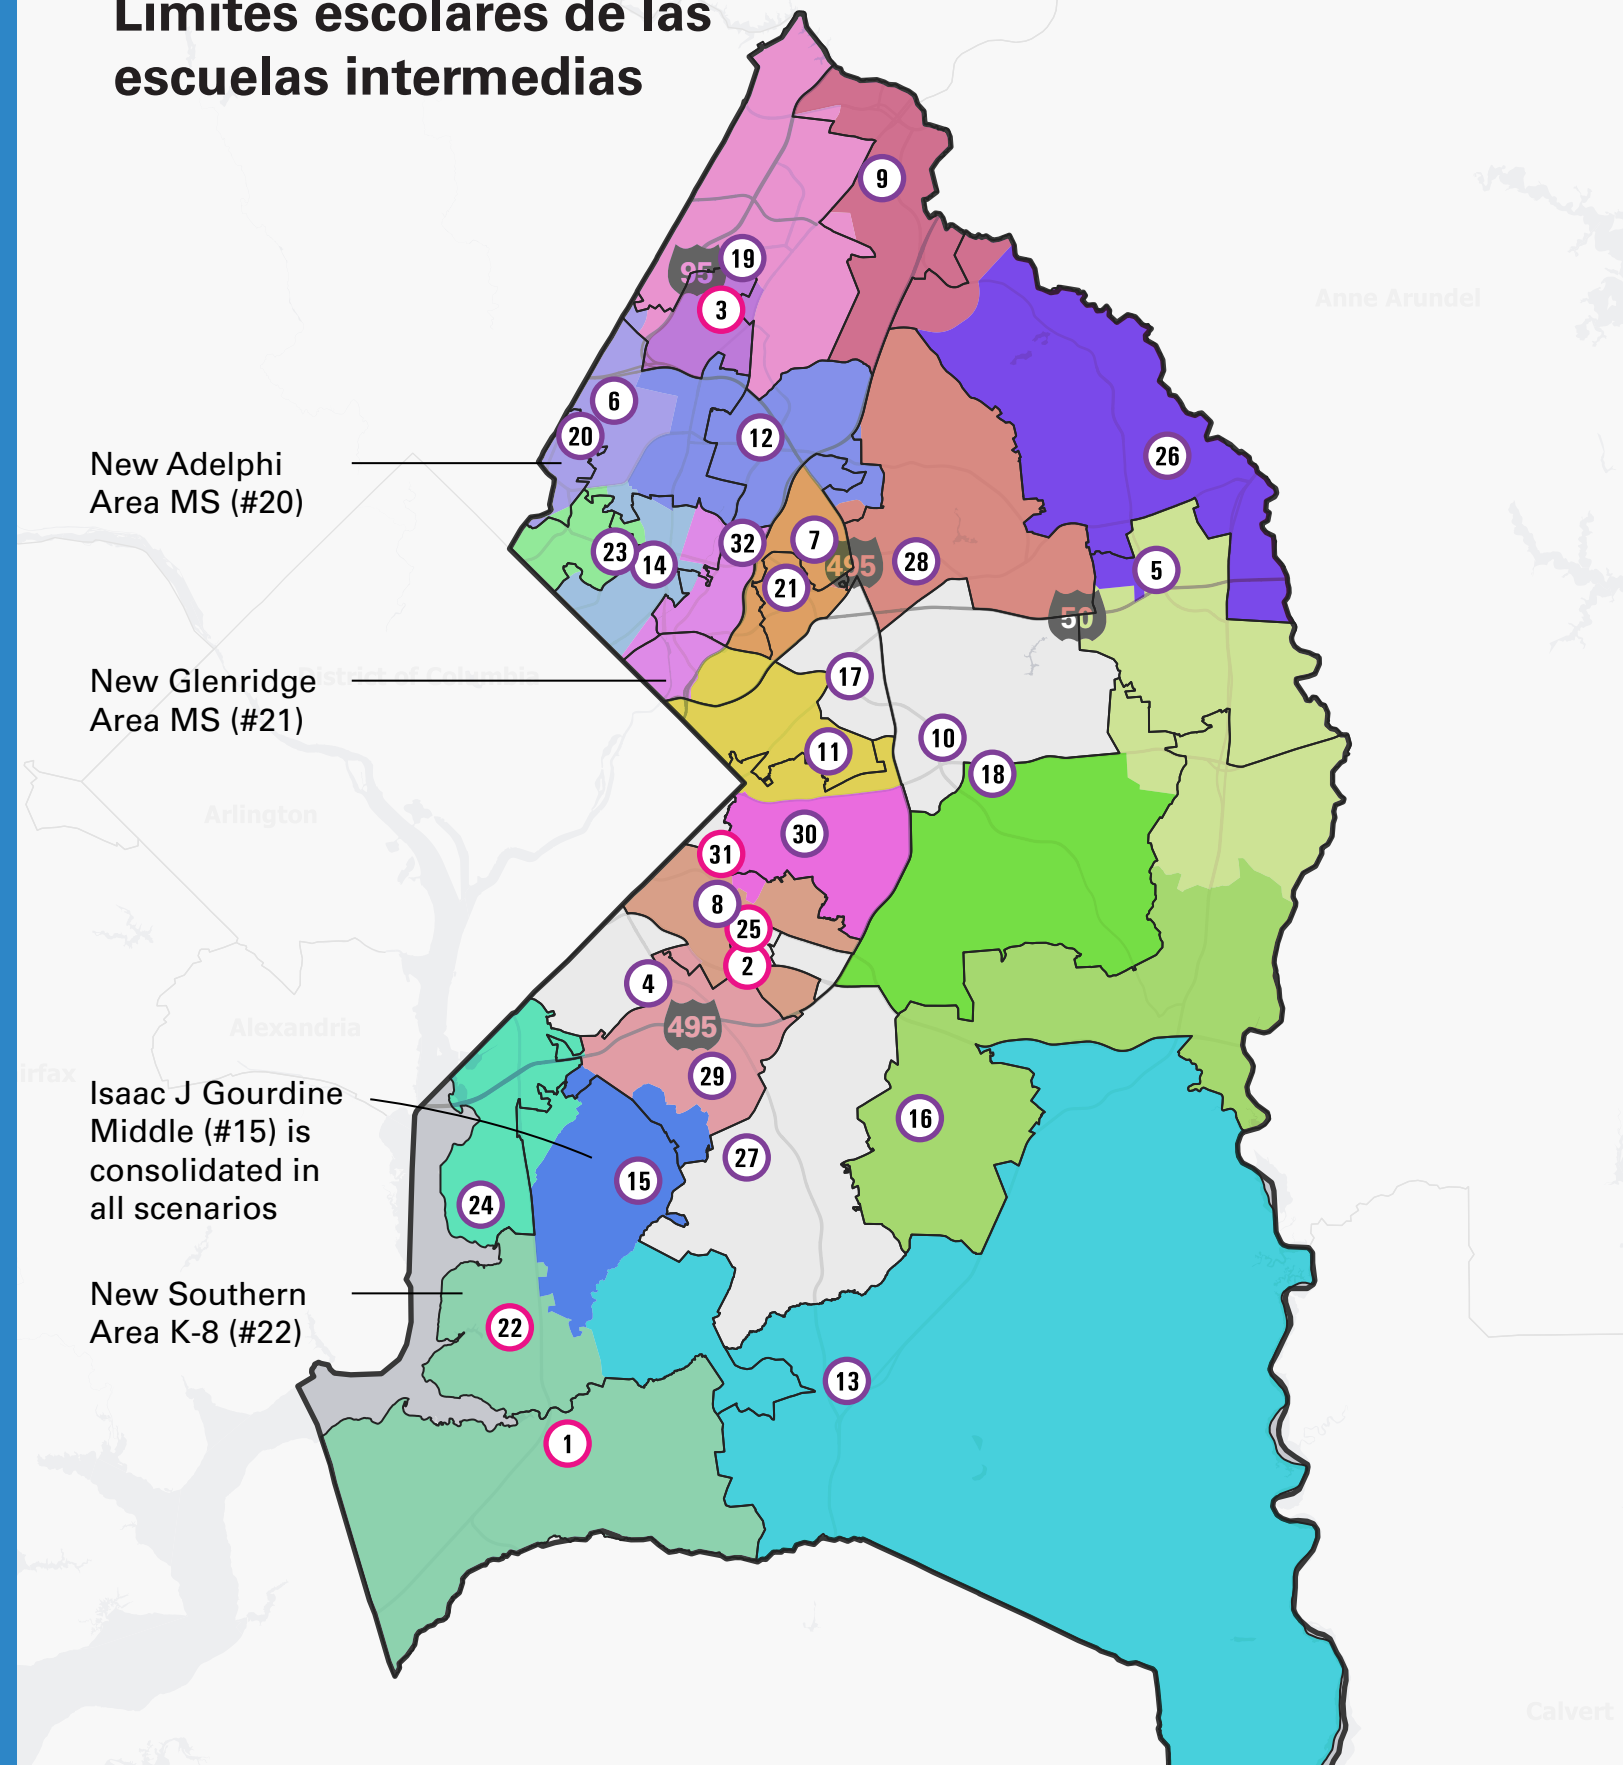 Límites escolares de las
escuelas intermedias
9
19
95
3
Anne Arundel
6
20
12
26
New Adelphi
Area MS (#20)
23
14
32
7
495
28
5
21
50
New Glenridge
Area MS (#21)
District of Columbia
17
10
11
18
Arlington
30
31
8
25
2
4
Alexandria
495
29
irfax
Isaac J Gourdine
Middle (#15) is
consolidated in
all scenarios
16
27
15
24
New Southern
Area K-8 (#22)
22
13
1
Calvert